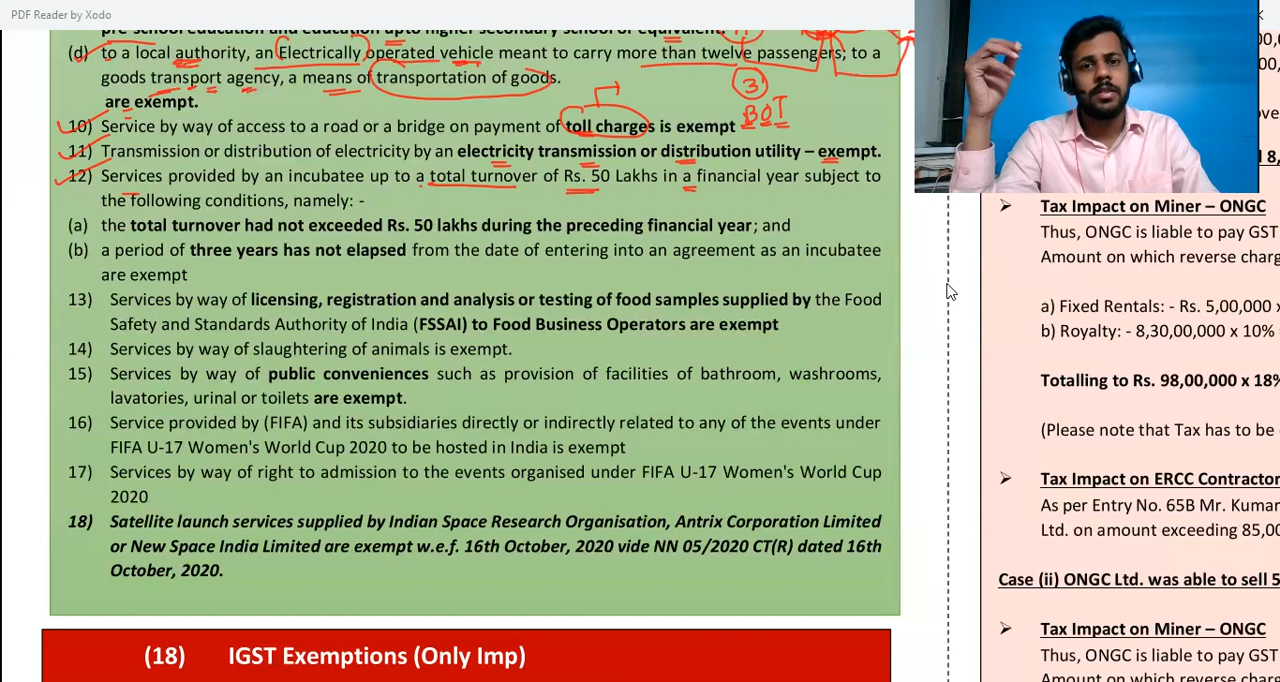 PDF Reader by Xodo
pre-school education and education upto higher secondary school or equivalent.
(d) to a local authority, an Electrically operated vehicle meant to carry more than twelve passengers; to a
goods transport agency, a means of transportation of goods.
are exempt.
3
BOT
10) Service by way of access to a road or a bridge on payment of toll charges is exempt
11) Transmission or distribution of electricity by an electricity transmission or distribution utility – exempt.
12) Services provided by an incubatee up to a total turnover of Rs. 50 Lakhs in a financial year subject to
the following conditions, namely: -
(a) the total turnover had not exceeded Rs. 50 lakhs during the preceding financial year; and
(b) a period of three years has not elapsed from the date of entering into an agreement as an incubatee
are exempt
13) Services by way of licensing, registration and analysis or testing of food samples supplied by the Food
Safety and Standards Authority of India (FSSAI) to Food Business Operators are exempt
14) Services by way of slaughtering of animals is exempt.
15) Services by way of public conveniences such as provision of facilities of bathroom, washrooms,
lavatories, urinal or toilets are exempt.
16) Service provided by (FIFA) and its subsidiaries directly or indirectly related to any of the events under
FIFA U-17 Women's World Cup 2020 to be hosted in India is exempt
17) Services by way of right to admission to the events organised under FIFA U-17 Women's World Cup
2020
18) Satellite launch services supplied by Indian Space Research Organisation, Antrix Corporation Limited
or New Space India Limited are exempt w.e.f. 16th October, 2020 vide NN 05/2020 CT(R) dated 16th
October, 2020.
(18) IGST Exemptions (Only Imp)
Tax Impact on Miner – ONGC
Thus, ONGC is liable to pay GST
Amount on which reverse charg
a) Fixed Rentals: - Rs. 5,00,000 x
b) Royalty: - 8,30,00,000 x 10%
Totalling to Rs. 98,00,000 x 18%
(Please note that Tax has to be
Tax Impact on ERCC Contractor
As per Entry No. 65B Mr. Kumar
Ltd. on amount exceeding 85,00
Case (ii) ONGC Ltd. was able to sell 5
Tax Impact on Miner – ONGC
Thus, ONGC is liable to pay GST
Amount on which reverse charg